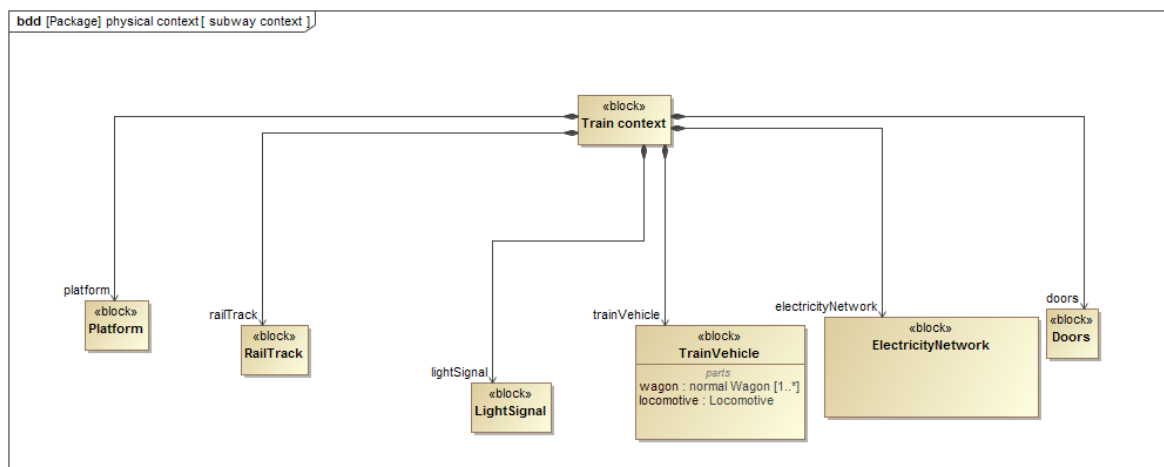 bdd [Package] physical context [ subway context ]
«block»
Train context
platform
«block»
Platform
railTrack
«block»
RailTrack
lightSignal
«block»
LightSignal
trainVehicle
«block»
TrainVehicle
parts
wagon : normal Wagon [1..*]
locomotive : Locomotive
electricityNetwork
«block»
ElectricityNetwork
doors
«block»
Doors